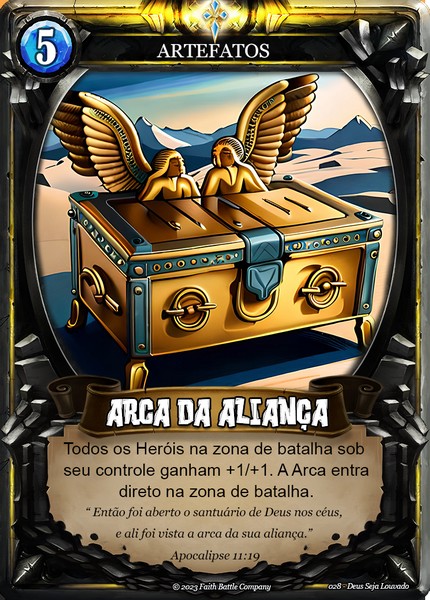 5
ARTEFATOS
ARCA DA ALIANÇA
Todos os Heróis na zona de batalha sob
seu controle ganham +1/+1. A Arca entra
direto na zona de batalha.
“ Então foi aberto o santuário de Deus nos céus,
e ali foi vista a arca da sua aliança.”
Apocalipse 11:19
© 2023 Faith Battle Company
028 - Deus Seja Louvado